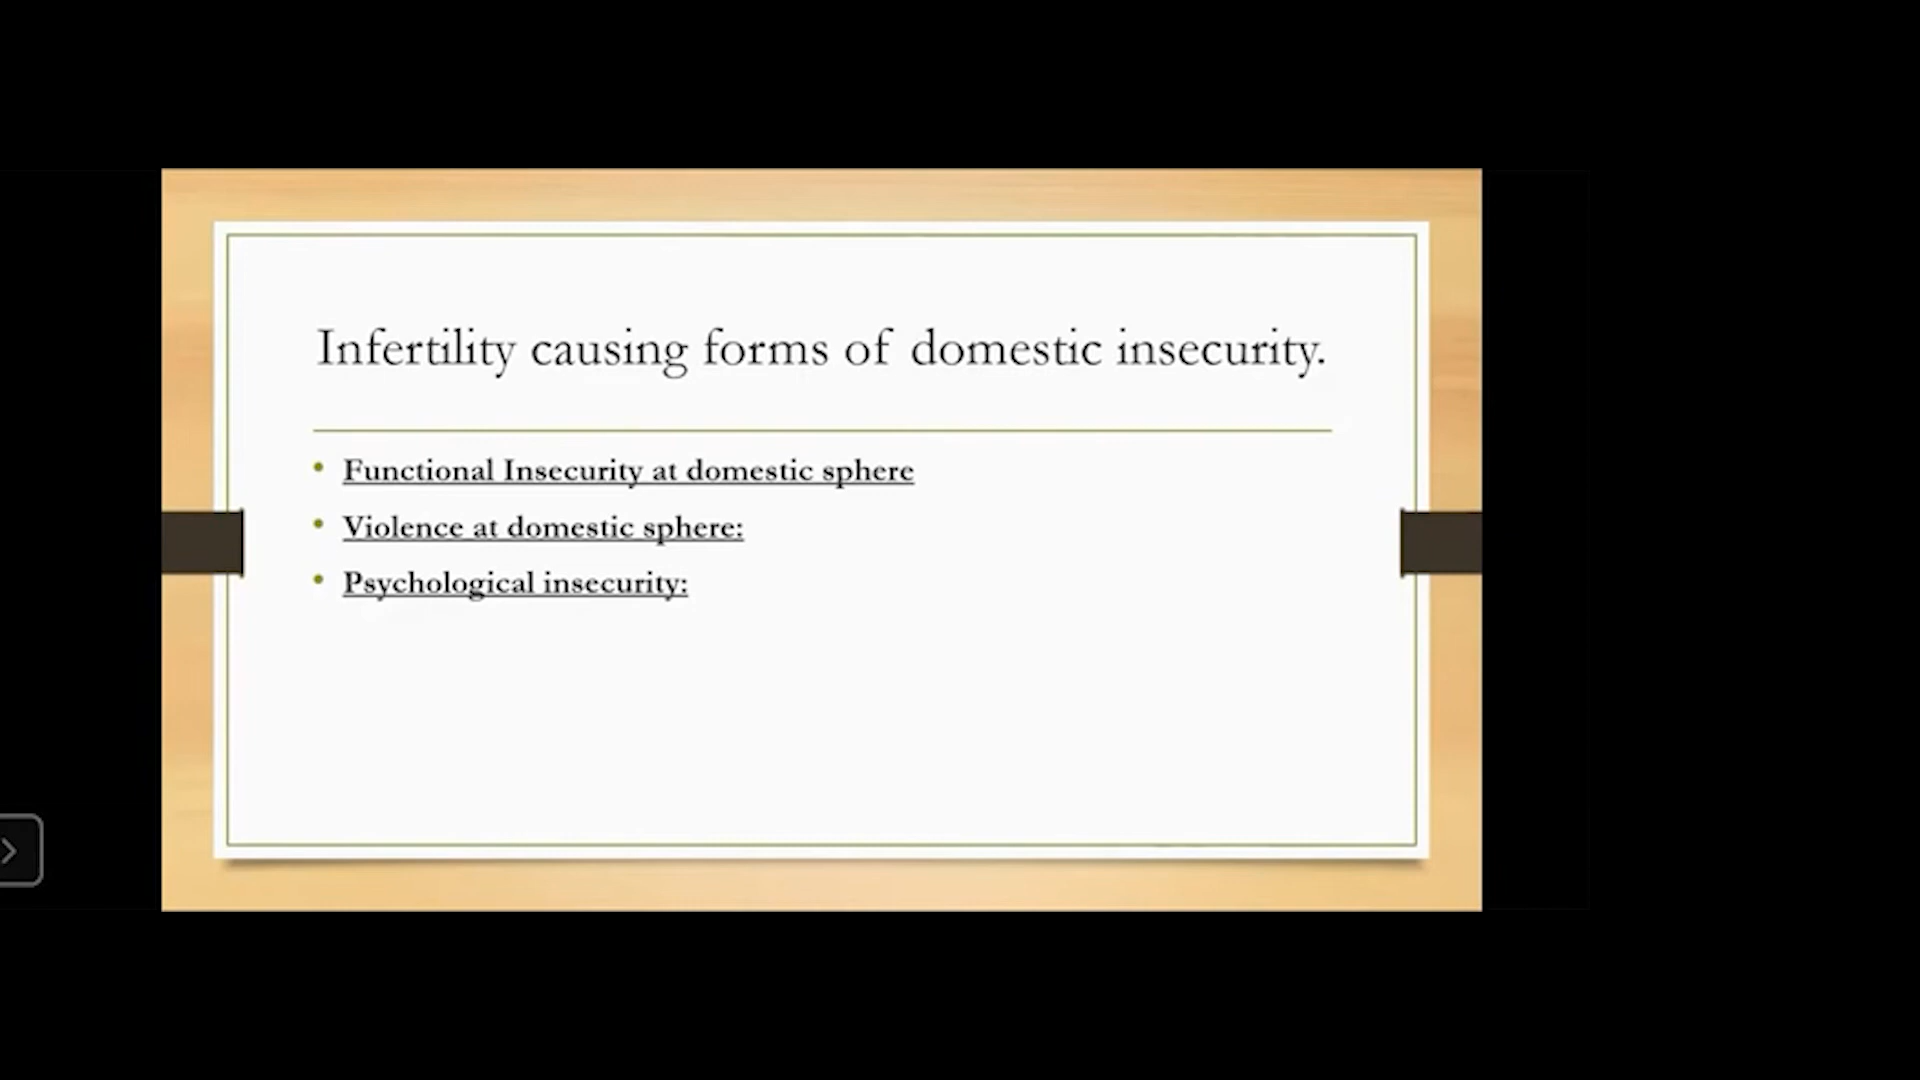 Infertility causing forms of domestic insecurity.
• Functional Insecurity at domestic sphere
• Violence at domestic sphere:
• Psychological insecurity: